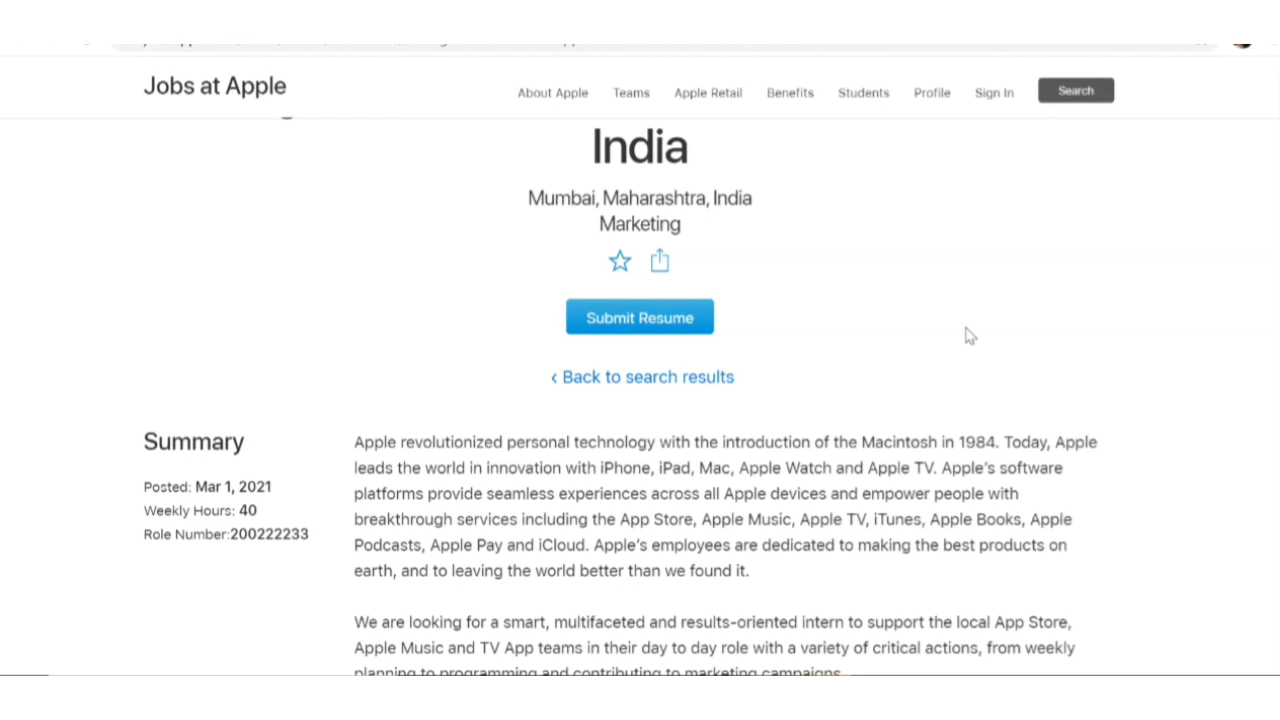 Jobs at Apple
About Apple Teams Apple Retail Benefits Students Profile Sign In Search
India
Mumbai, Maharashtra, India
Marketing
Submit Resume
‹ Back to search results
Summary
Posted: Mar 1, 2021
Weekly Hours: 40
Role Number:200222233
Apple revolutionized personal technology with the introduction of the Macintosh in 1984. Today, Apple
leads the world in innovation with iPhone, iPad, Mac, Apple Watch and Apple TV. Apple’s software
platforms provide seamless experiences across all Apple devices and empower people with
breakthrough services including the App Store, Apple Music, Apple TV, iTunes, Apple Books, Apple
Podcasts, Apple Pay and iCloud. Apple’s employees are dedicated to making the best products on
earth, and to leaving the world better than we found it.
We are looking for a smart, multifaceted and results-oriented intern to support the local App Store,
Apple Music and TV App teams in their day to day role with a variety of critical actions, from weekly
planning to programming and contributing to marketing campaigns.